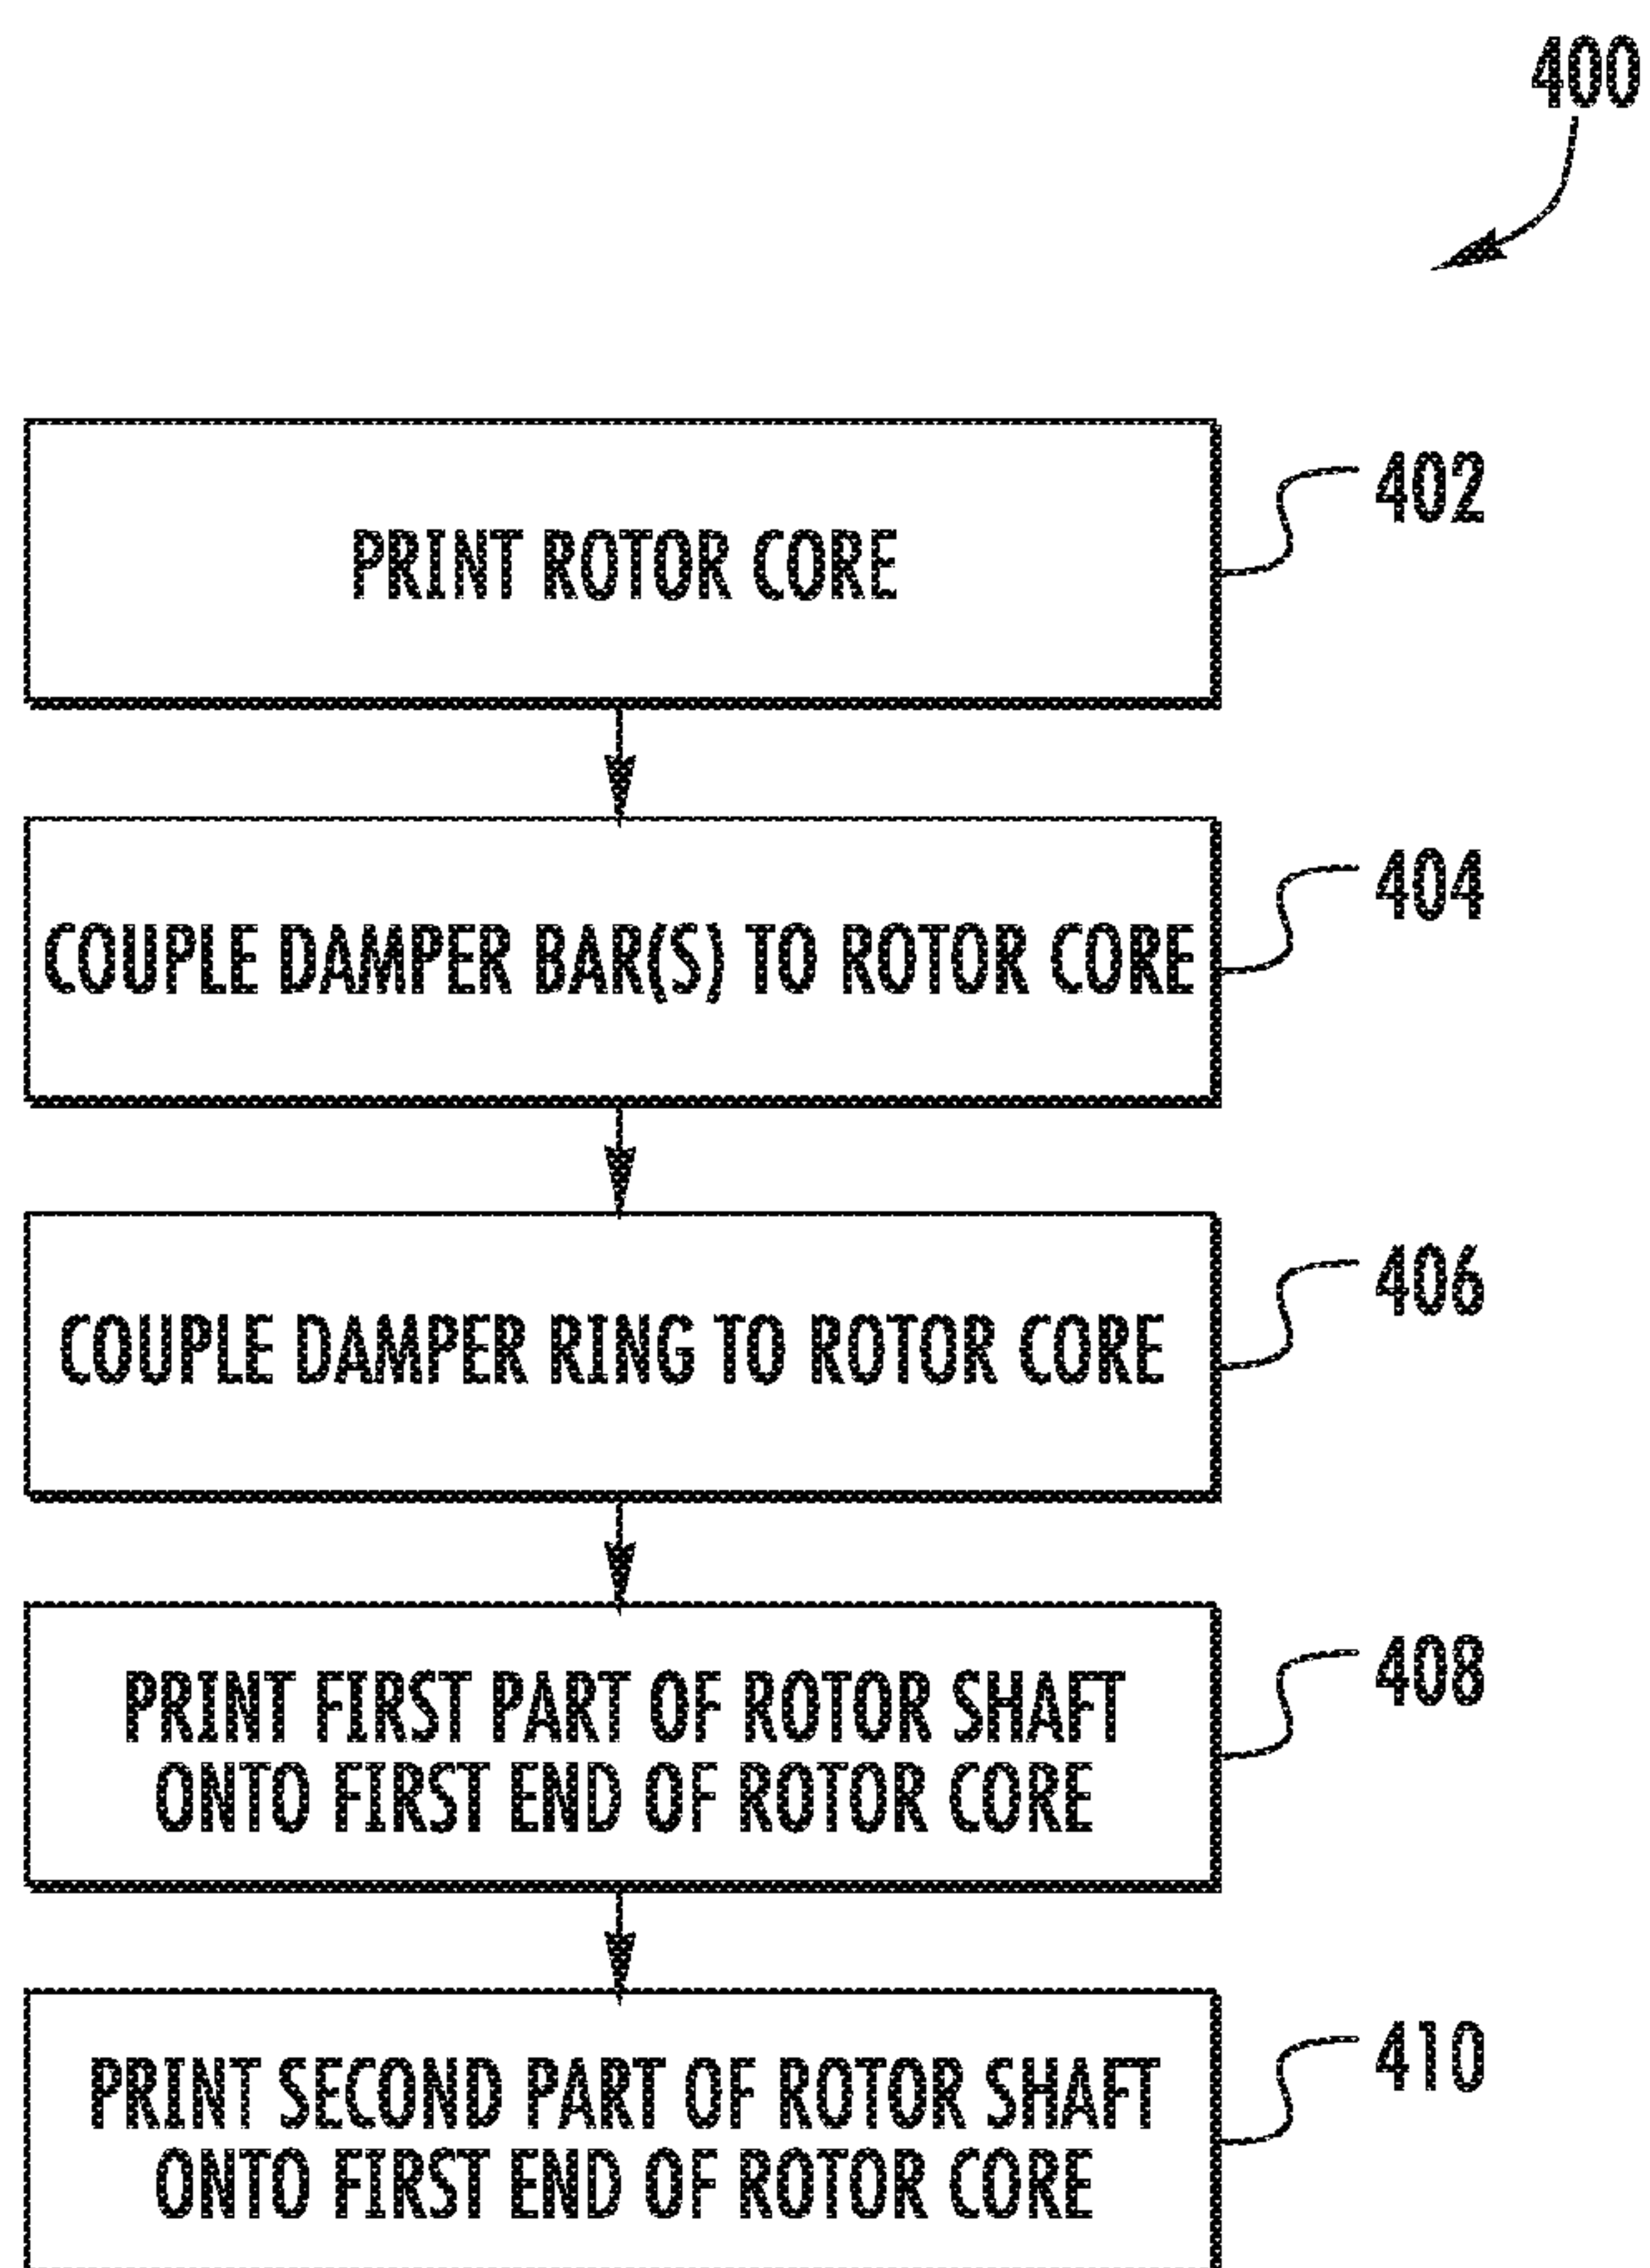 400
PRINT ROTOR CORE
402
COUPLE DAMPER BAR(S) TO ROTOR CORE
404
COUPLE DAMPER RING TO ROTOR CORE
406
PRINT FIRST PART OF ROTOR SHAFT
ONTO FIRST END OF ROTOR CORE
408
PRINT SECOND PART OF ROTOR SHAFT
ONTO FIRST END OF ROTOR CORE
410